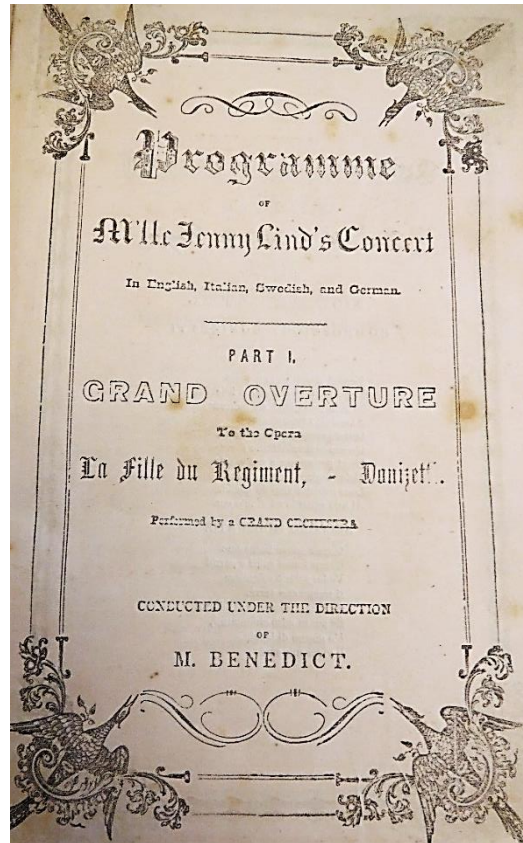 Programme
OF
M'lle Jenny Lind's Concert
In English, Italian, Swedish, and German.
PART I.
GRAND OVERTURE
To the Opera
La Fille du Regiment, - Donizetti.
Performed by a GRAND ORCHESTRA
CONDUCTED UNDER THE DIRECTION
OF
M. BENEDICT.